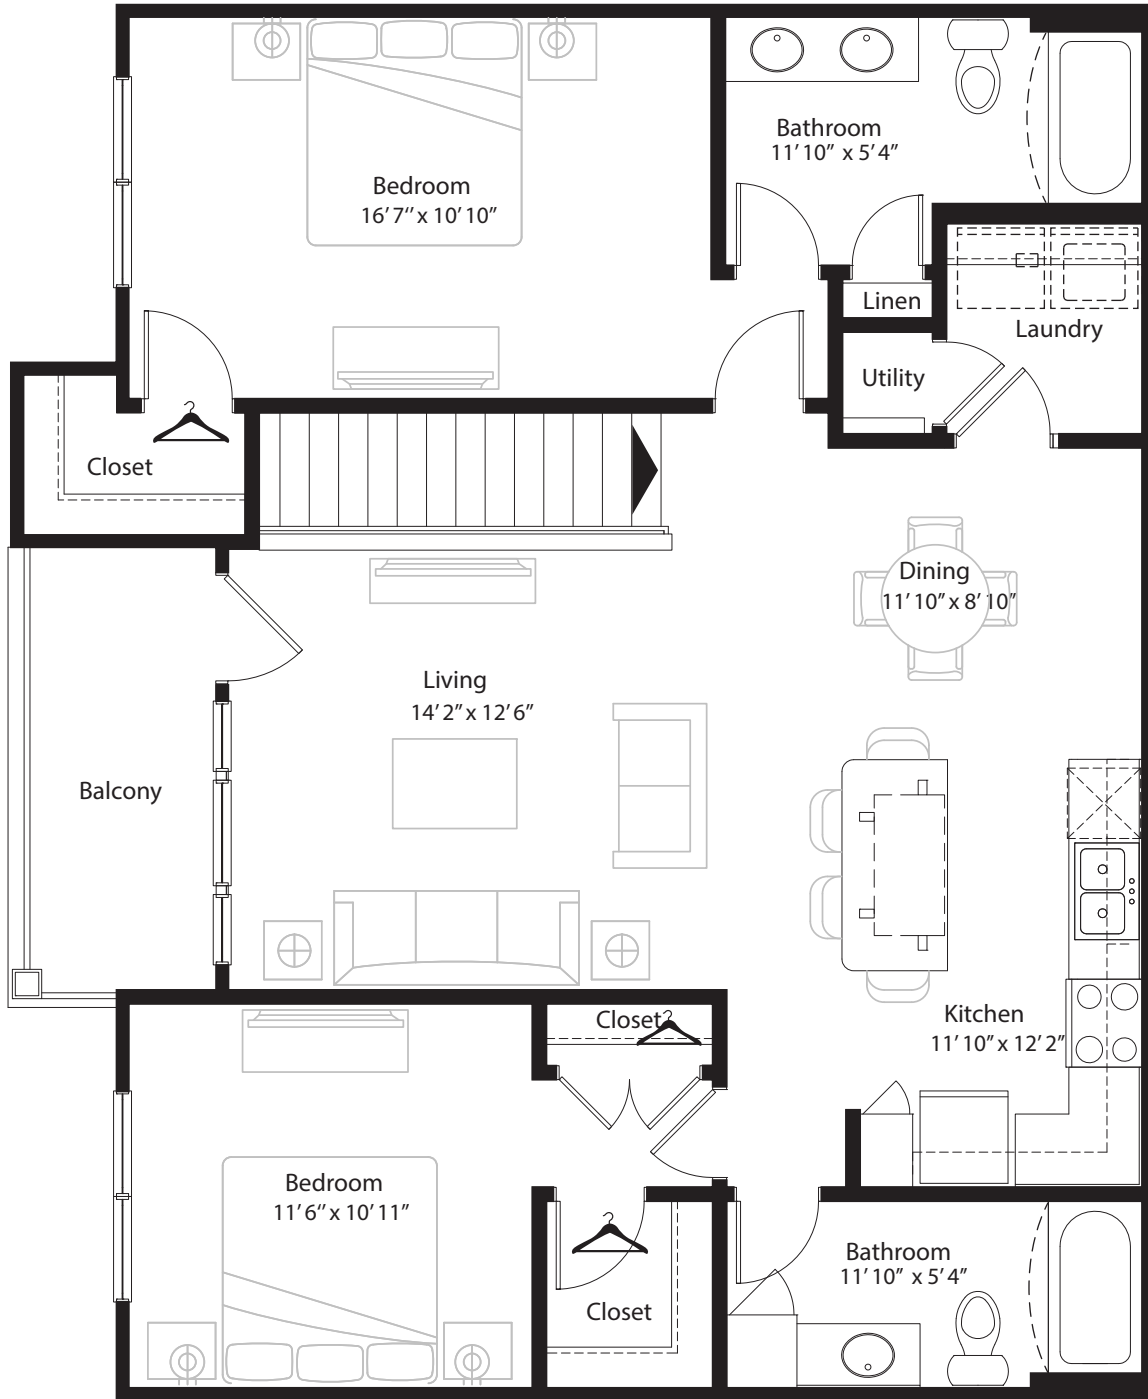 Bathroom
11’10” x 5’4”
Bedroom
16’7’’ x 10’10”
Linen
Laundry
Utility
Closet
Dining
11’10” x 8’10”
Living
14’2” x 12’6”
Balcony
Closet
Kitchen
11’10” x 12’2”
Bedroom
11’6’’ x 10’11”
Bathroom
11’10” x 5’4”
Closet